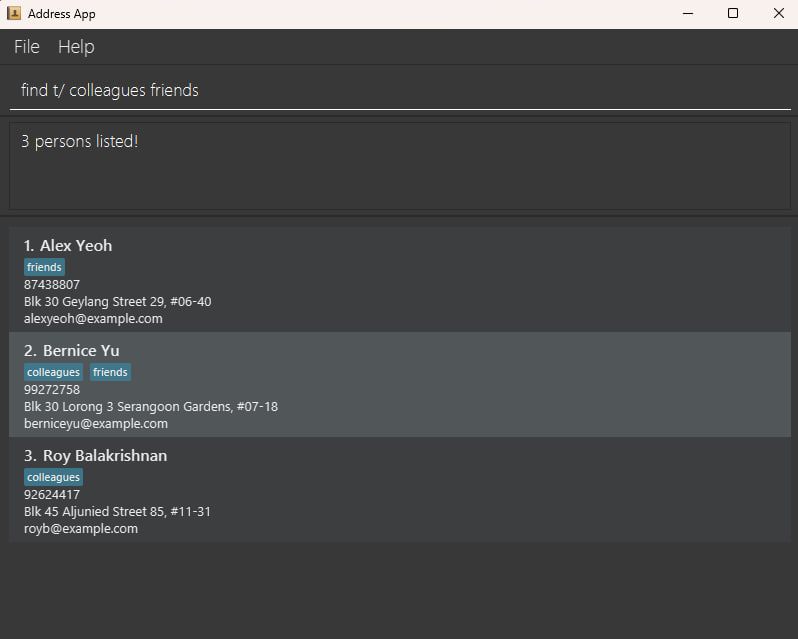 Address App
File Help
find t/ colleagues friends
3 persons listed!
1. Alex Yeoh
friends
87438807
Blk 30 Geylang Street 29, #06-40
alexyeoh@example.com
2. Bernice Yu
colleagues friends
99272758
Blk 30 Lorong 3 Serangoon Gardens, #07-18
berniceyu@example.com
3. Roy Balakrishnan
colleagues
92624417
Blk 45 Aljunied Street 85, #11-31
royb@example.com